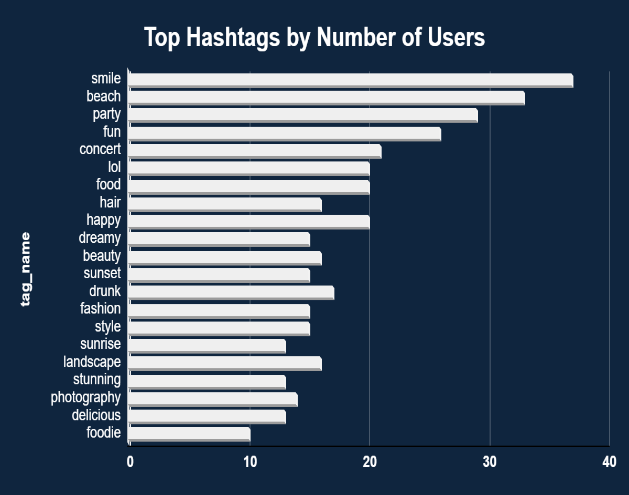 Top Hashtags by Number of Users
tag_name
smile
beach
party
fun
concert
lol
food
hair
happy
dreamy
beauty
sunset
drunk
fashion
style
sunrise
landscape
stunning
photography
delicious
foodie
0 10 20 30 40